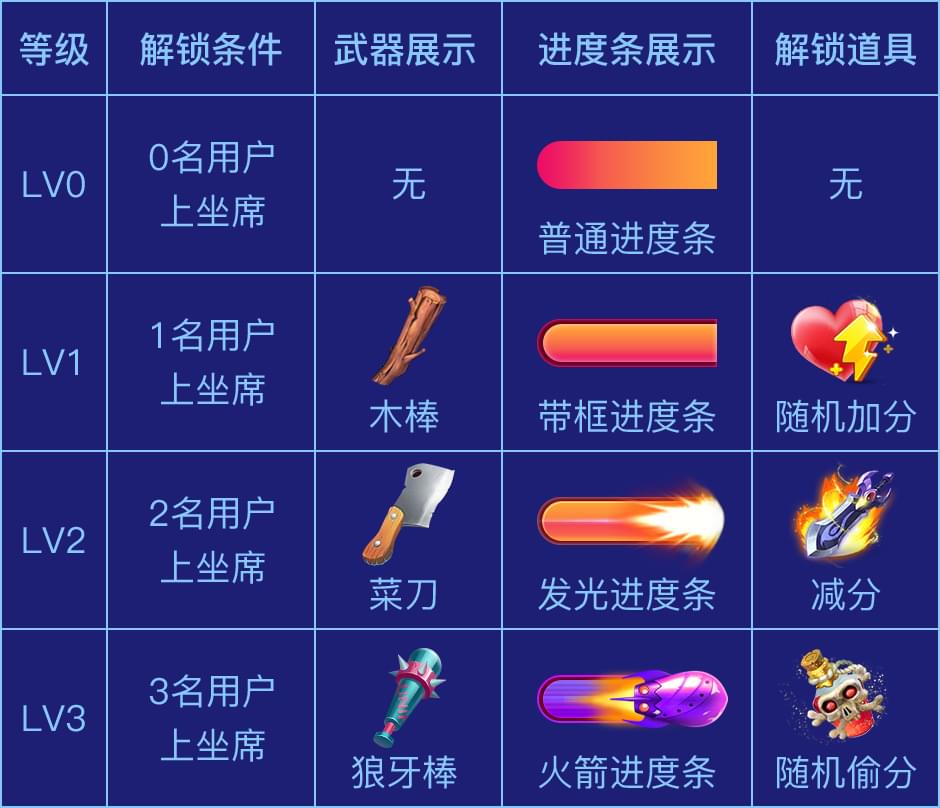 等级 解锁条件 武器展示 进度条展示 解锁道具
LV0
0名用户
上坐席
无
普通进度条
无
LV1
1名用户
上坐席
木棒
带框进度条
随机加分
LV2
2名用户
上坐席
菜刀
发光进度条
减分
LV3
3名用户
上坐席
狼牙棒
火箭进度条
随机偷分